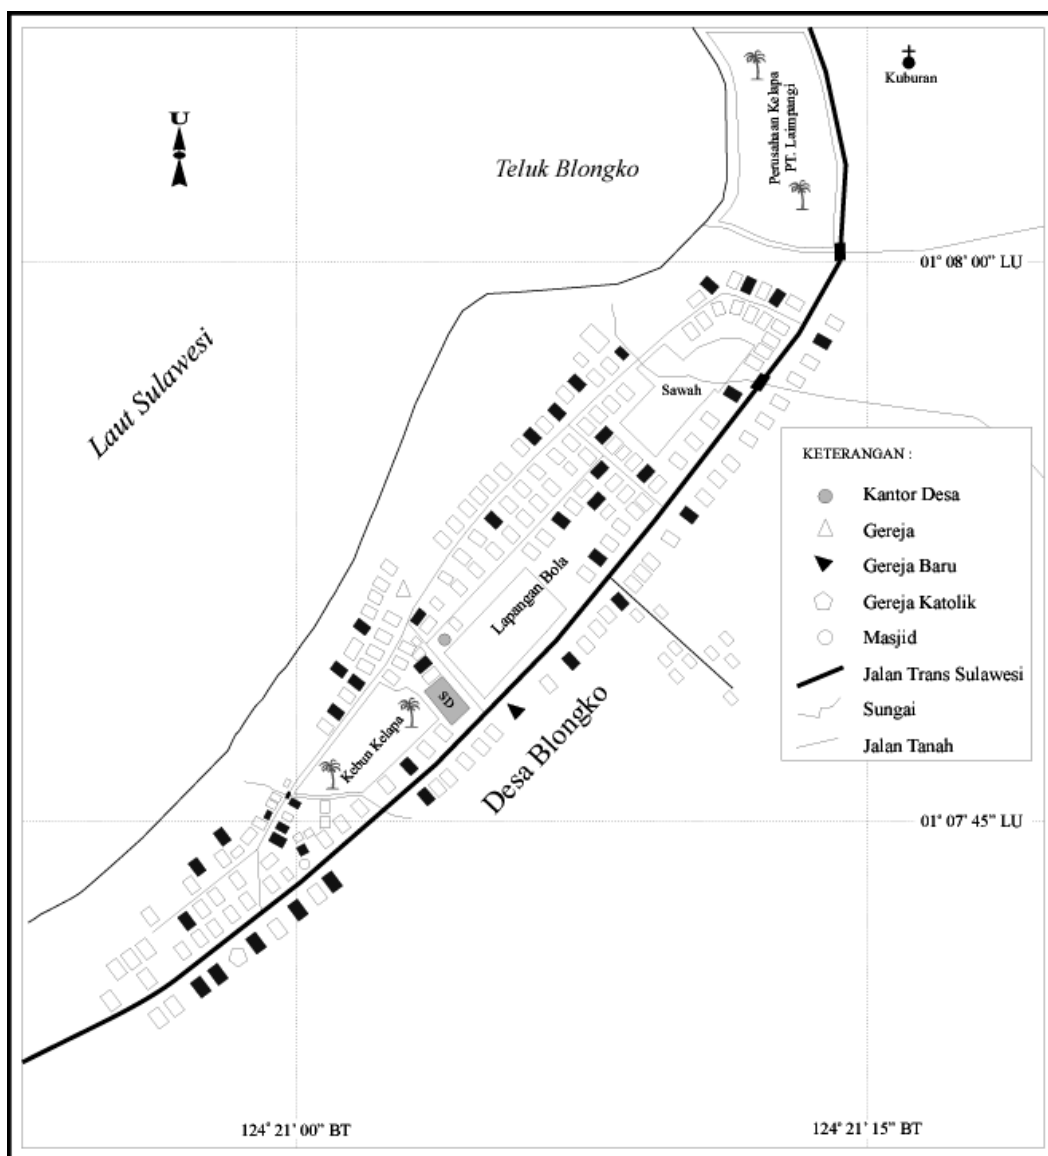 U
Kuburan
Perusahaan Kelapa
PT. Laimpangi
Teluk Blongko
01° 08' 00" LU
Laut Sulawesi
Sawah
Lapangan Bola
SD
Kebun Kelapa
Desa Blongko
KETERANGAN :
Kantor Desa
Gereja
Gereja Baru
Gereja Katolik
Masjid
Jalan Trans Sulawesi
Sungai
Jalan Tanah
01° 07' 45" LU
124° 21' 00" BT
124° 21' 15" BT